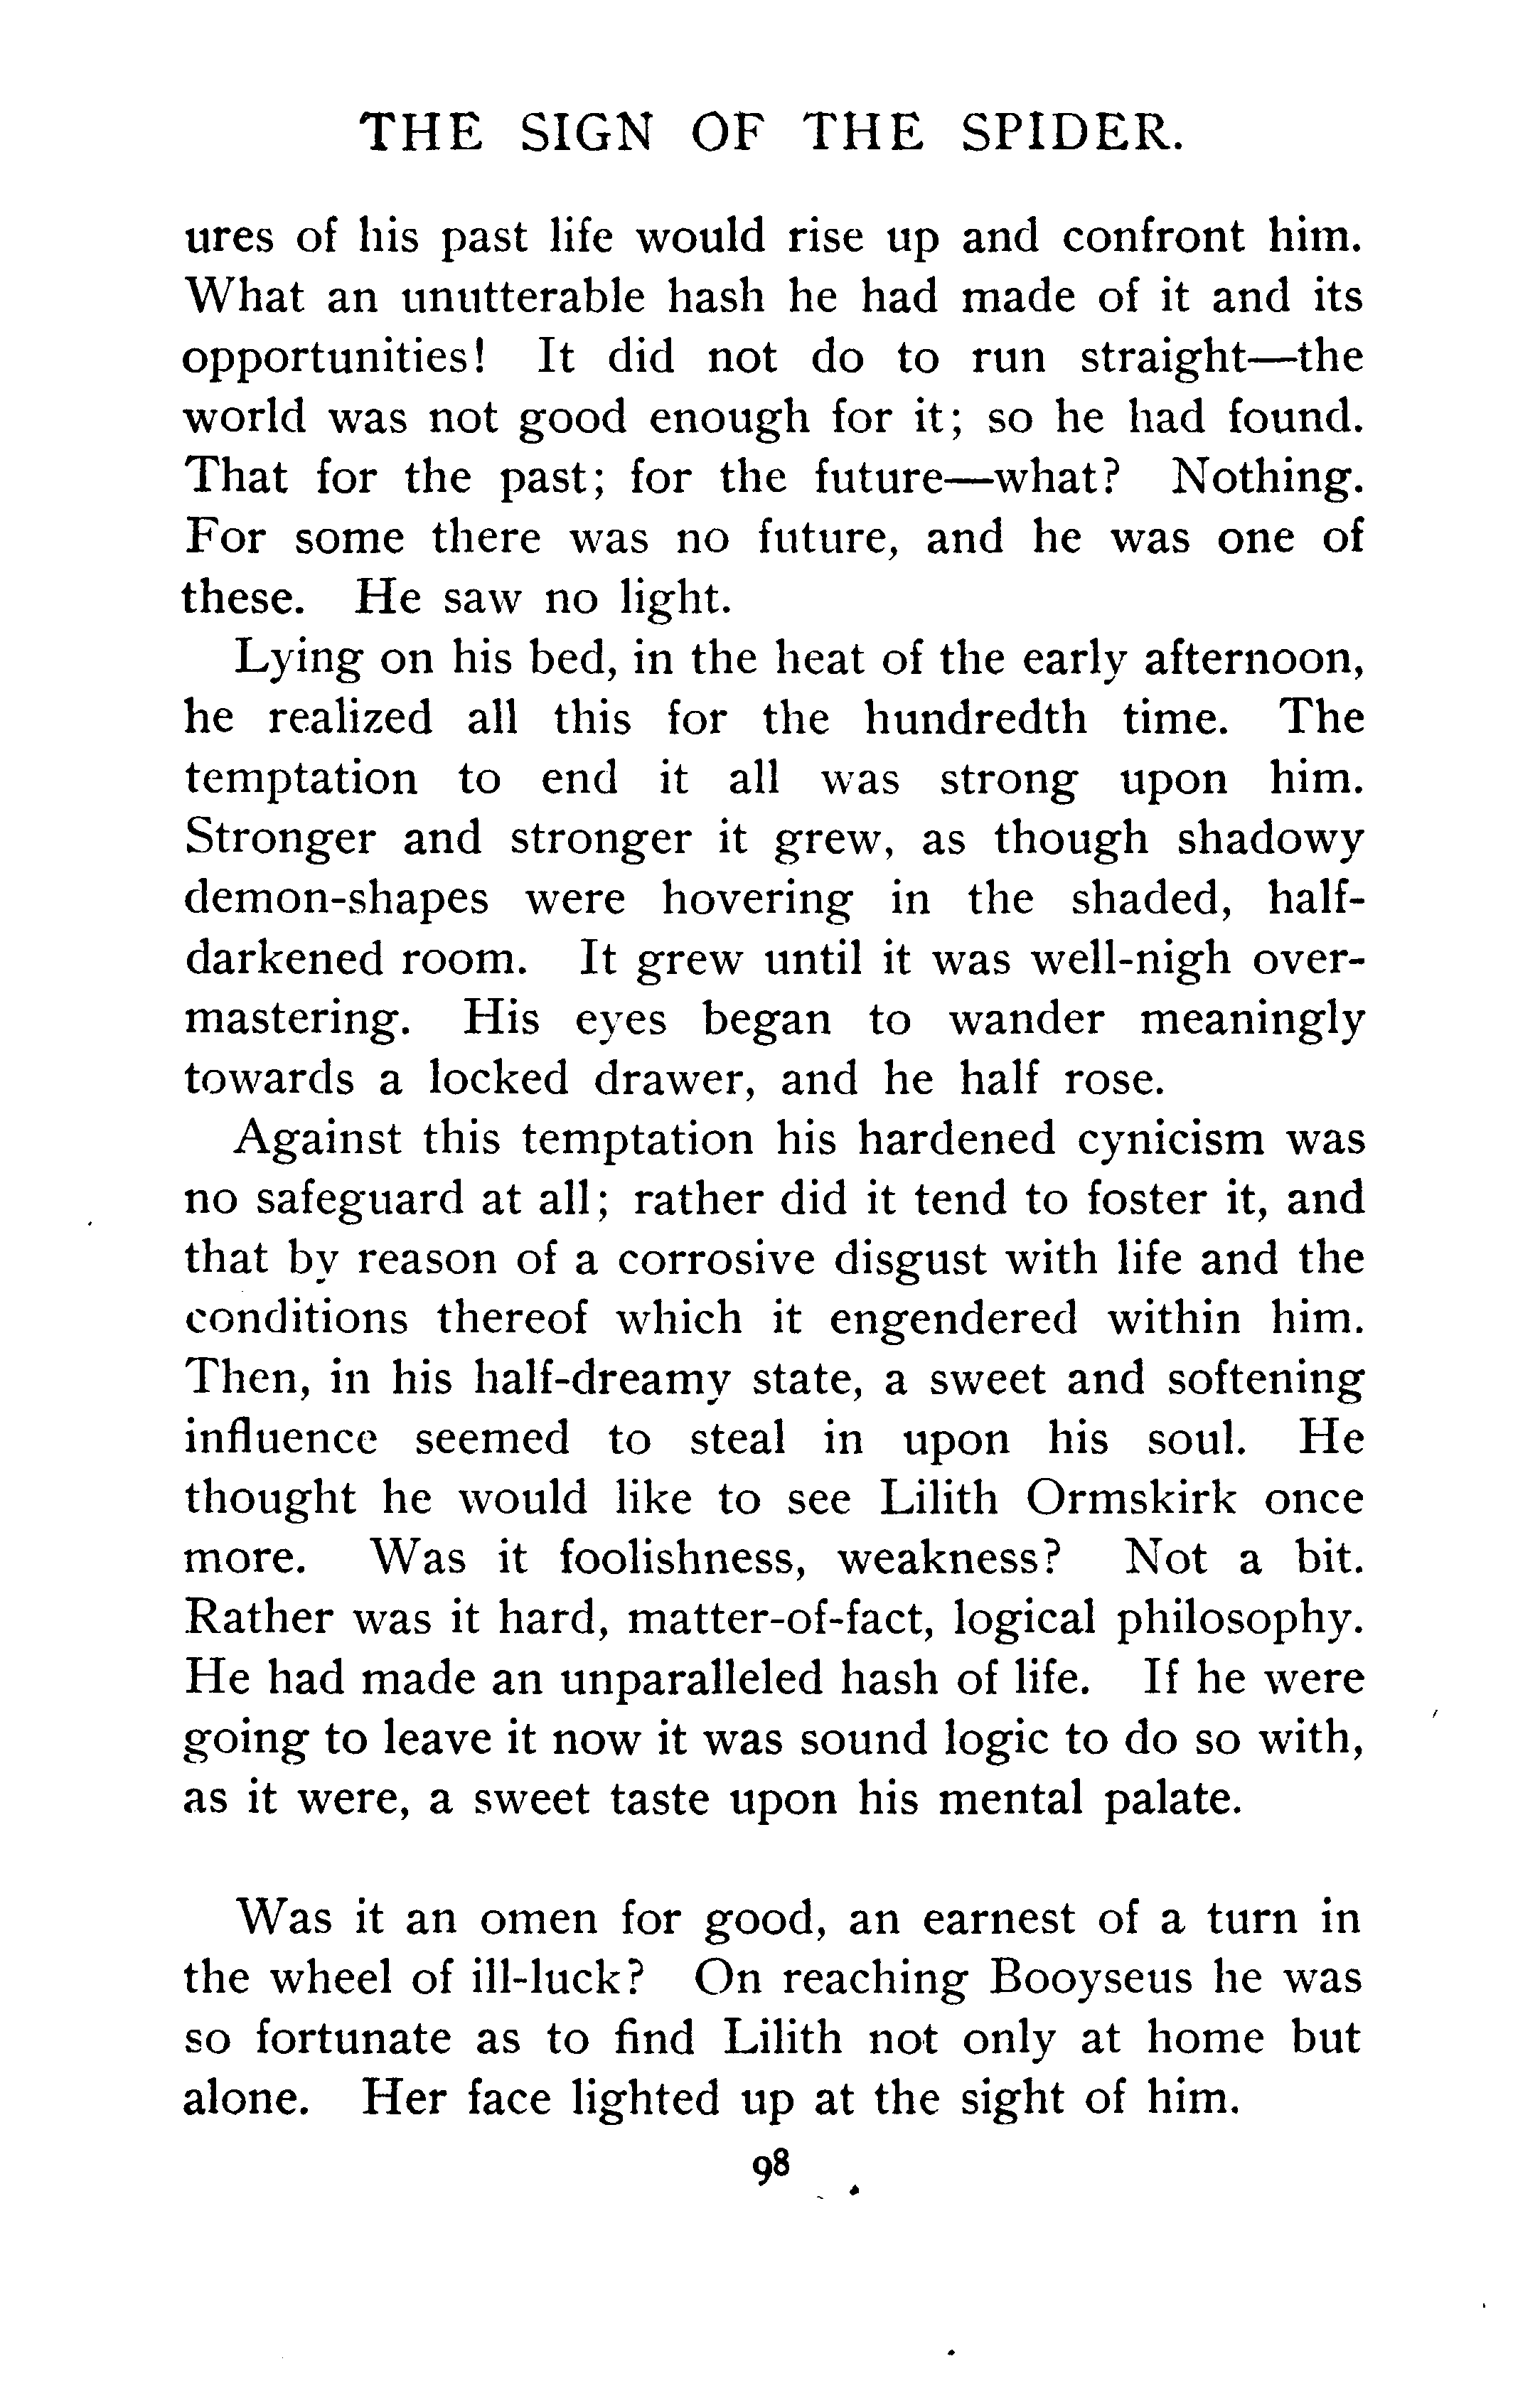 THE SIGN OF THE SPIDER.
ures of his past life would rise up and confront him.
What an unutterable hash he had made of it and its
opportunities! It did not do to run straight—the
world was not good enough for it; so he had found.
That for the past; for the future—what? Nothing.
For some there was no future, and he was one of
these. He saw no light.
Lying on his bed, in the heat of the early afternoon,
he realized all this for the hundredth time. The
temptation to end it all was strong upon him.
Stronger and stronger it grew, as though shadowy
demon-shapes were hovering in the shaded, half-
darkened room. It grew until it was well-nigh over-
mastering. His eyes began to wander meaningly
towards a locked drawer, and he half rose.
Against this temptation his hardened cynicism was
no safeguard at all; rather did it tend to foster it, and
that by reason of a corrosive disgust with life and the
conditions thereof which it engendered within him.
Then, in his half-dreamy state, a sweet and softening
influence seemed to steal in upon his soul. He
thought he would like to see Lilith Ormskirk once
more. Was it foolishness, weakness? Not a bit.
Rather was it hard, matter-of-fact, logical philosophy.
He had made an unparalleled hash of life. If he were
going to leave it now it was sound logic to do so with,
as it were, a sweet taste upon his mental palate.
Was it an omen for good, an earnest of a turn in
the wheel of ill-luck? On reaching Booyseus he was
so fortunate as to find Lilith not only at home but
alone. Her face lighted up at the sight of him.
98